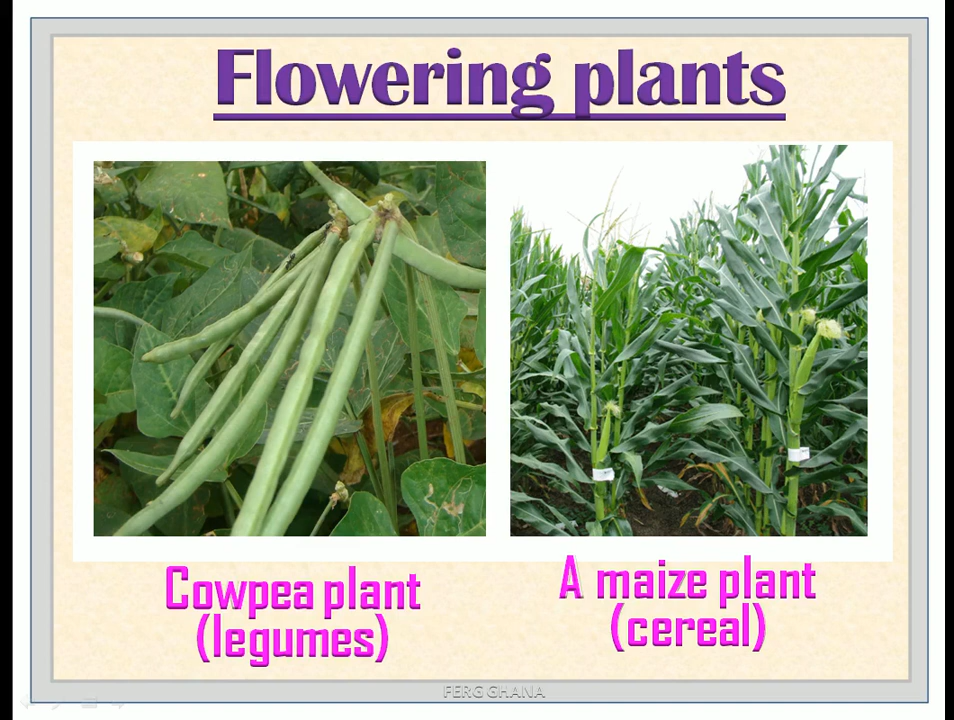 Flowering plants
Cowpea plant
(legumes)
A maize plant
(cereal)
FERG GHANA